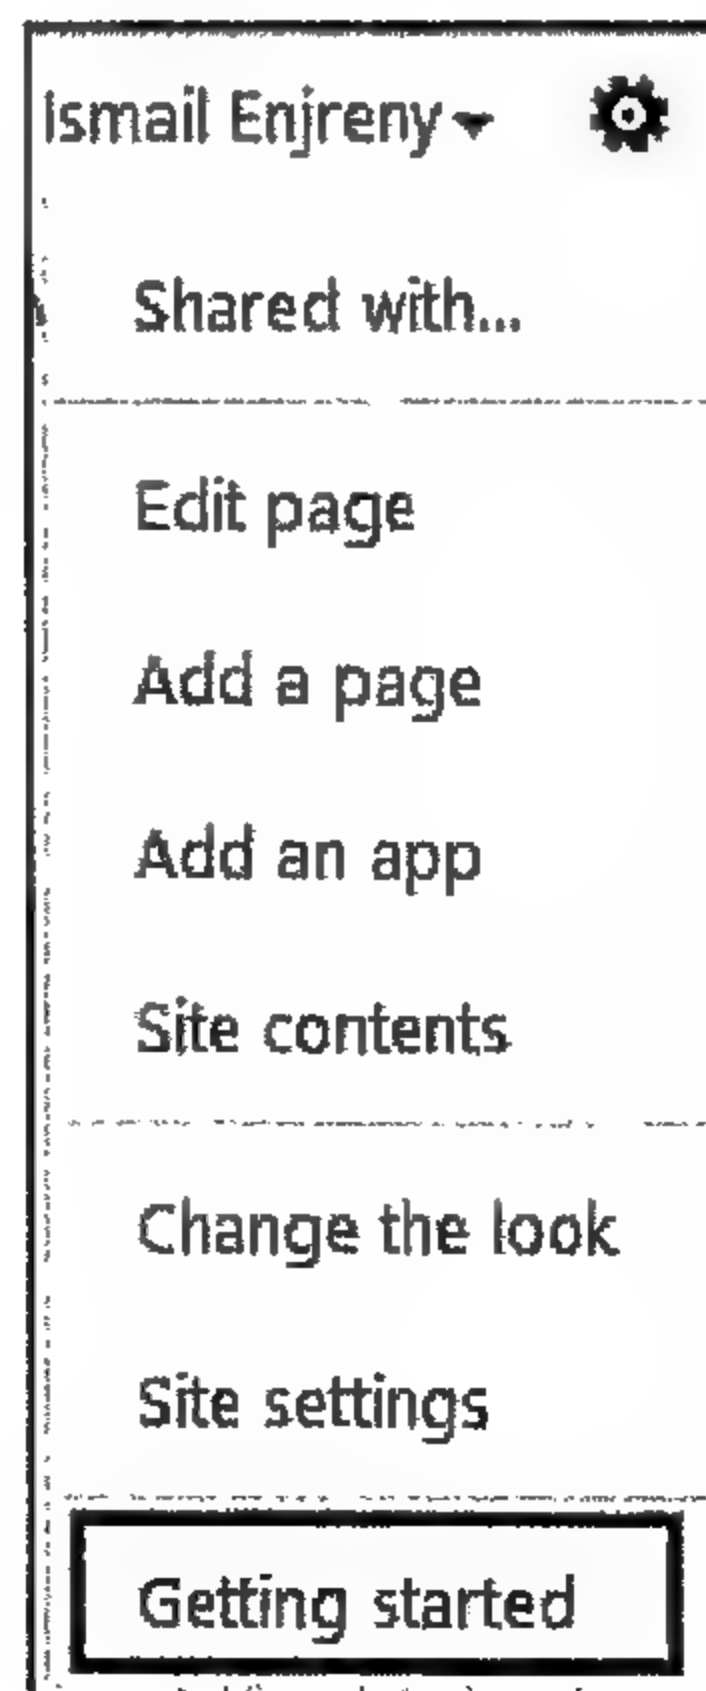 Ismail Enjreny
Shared with...
Edit page
Add a page
Add an app
Site contents
Change the look
Site settings
Getting started